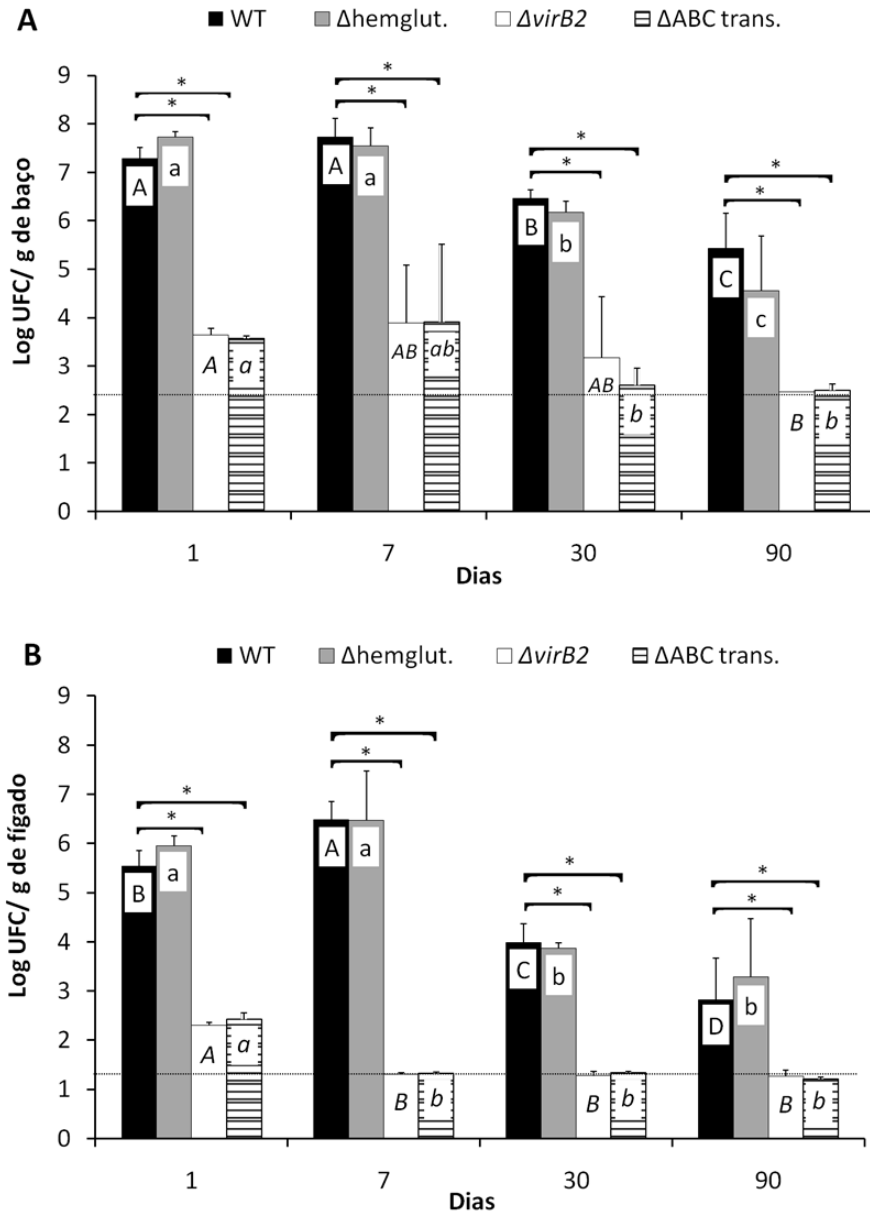 A
WT Δhemglut. ΔvirB2 ΔABC trans.
Log UFC/ g de baço
9
8
7
6
5
4
3
2
1
0
* * * * * * * *
A a A a
A a AB ab
B b AB b
C c B b
1 7 30 90
Dias
B
WT Δhemglut. ΔvirB2 ΔABC trans.
Log UFC/ g de fígado
9
8
7
6
5
4
3
2
1
0
* * * * * * * *
B a A a
A a B b
C b B b
D b B b
1 7 30 90
Dias